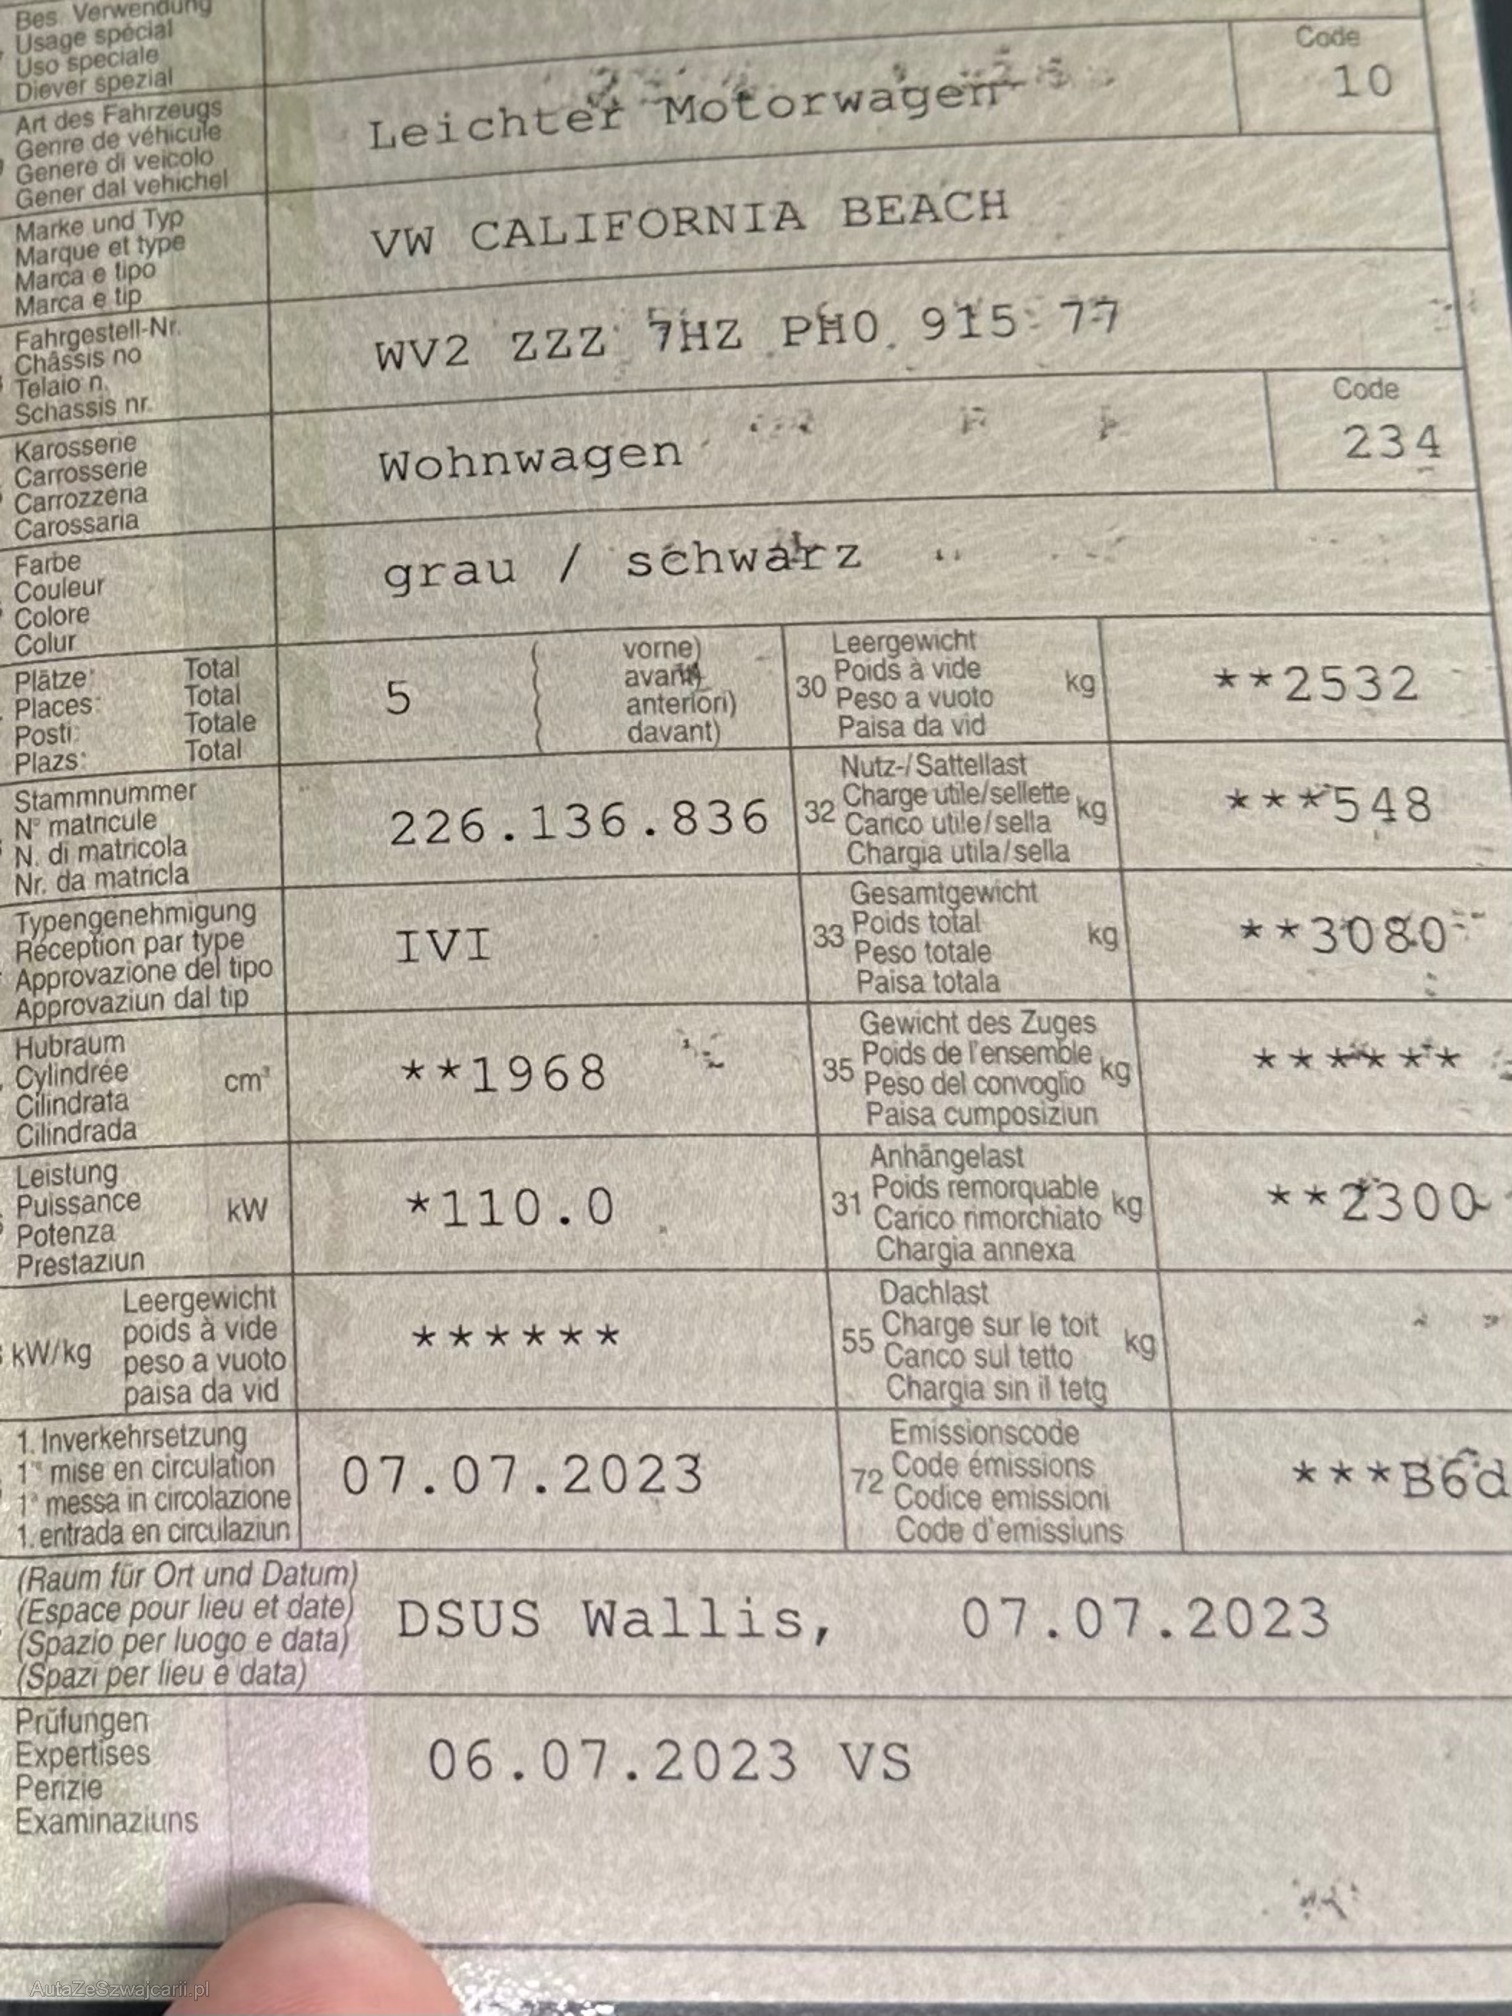 Bes. Verwendung
Usage spécial
Uso speciale
Diever spezial
Code
Art des Fahrzeugs
Genre de véhicule
Genere di veicolo
Gener dal vehichel
Leichter Motorwagen
10
Marke und Typ
Marque et type
Marca e tipo
Marca e tip
VW CALIFORNIA BEACH
Fahrgestell-Nr.
Châssis no
Telaio n.
Schassis nr.
WV2 ZZZ 7HZ PH0 915 77
Karosserie
Carrosserie
Carrozzeria
Carossaria
Wohnwagen
Code
234
Farbe
Couleur
Colore
Colur
grau / schwarz
Plätze: Total
Places: Total
Posti: Totale
Plazs: Total
5
vorne)
avant)
anteriori)
davant)
30 Leergewicht
Poids à vide
Peso a vuoto
Paisa da vid
kg
**2532
Stammnummer
N° matricule
N. di matricola
Nr. da matricla
226.136.836
32 Nutz-/Sattellast
Charge utile/sellette
Carico utile/sella
Chargia utila/sella
kg
***548
Typengenehmigung
Réception par type
Approvazione del tipo
Approvaziun dal tip
IVI
33 Gesamtgewicht
Poids total
Peso totale
Paisa totala
kg
**3080
Hubraum
Cylindrée
Cilindrata
Cilindrada
cm³
**1968
35 Gewicht des Zuges
Poids de l'ensemble
Peso del convoglio
Paisa cumposiziun
kg
******
Leistung
Puissance
Potenza
Prestaziun
kW
*110.0
31 Anhängelast
Poids remorquable
Carico rimorchiato
Chargia annexa
kg
**2300
kW/kg
Leergewicht
poids à vide
peso a vuoto
paisa da vid
******
55 Dachlast
Charge sur le toit
Carico sul tetto
Chargia sin il tetg
kg
1. Inverkehrsetzung
1re mise en circulation
1a messa in circolazione
1. entrada en circulaziun
07.07.2023
72 Emissionscode
Code émissions
Codice emissioni
Code d'emissiuns
***B6d
(Raum für Ort und Datum)
(Espace pour lieu et date)
(Spazio per luogo e data)
(Spazi per lieu e data)
DSUS Wallis, 07.07.2023
Prüfungen
Expertises
Perizie
Examinaziuns
06.07.2023 VS
AutaZeSzwajcarii.pl